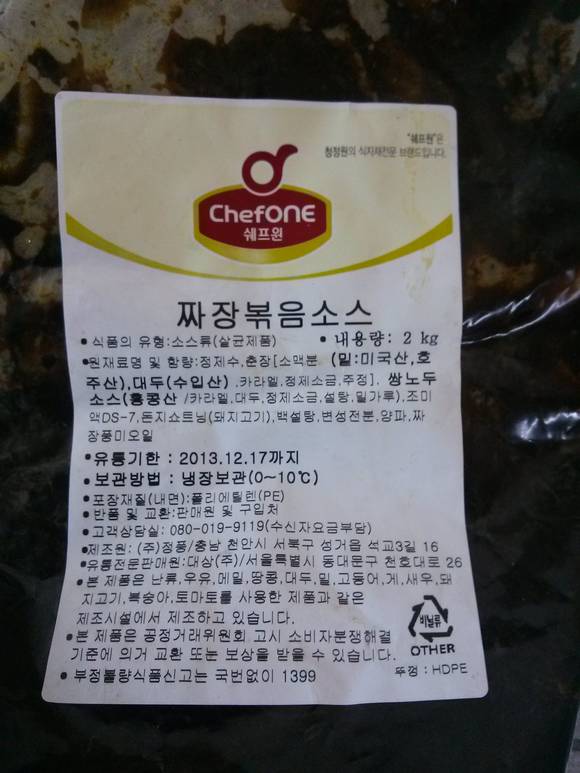 "쉐프원"은
청정원의 식자재전문 브랜드입니다.
ChefONE
쉐프원
짜장볶음소스
• 식품의 유형:소스류(살균제품) • 내용량: 2 kg
•원재료명 및 함량:정제수,춘장[소맥분 (밀:미국산,호
주산),대두(수입산) ,카라멜,정제소금,주정]. 쌍노두
소스(홍콩산 /카라멜,대두,정제소금,설탕,밀가루),조미
액DS-7,돈지쇼트닝(돼지고기),백설탕,변성전분,양파,짜
장풍미오일
•유통기한 : 2013.12.17까지
•보관방법 : 냉장보관(0~10℃)
•포장재질(내면):폴리에틸렌(PE)
•반품 및 교환:판매원 및 구입처
•고객상담실: 080-019-9119(수신자요금부담)
•제조원: (주)정풍/충남 천안시 서북구 성거읍 석교3길 16
•유통전문판매원:대상(주)/서울특별시 동대문구 천호대로 26
•본 제품은 난류,우유,메밀,땅콩,대두,밀,고등어,게,새우,돼
지고기,복숭아,토마토를 사용한 제품과 같은
제조시설에서 제조하고 있습니다.
•본 제품은 공정거래위원회 고시 소비자분쟁해결
기준에 의거 교환 또는 보상을 받을 수 있습니다.
• 부정불량식품신고는 국번없이 1399
비닐류
OTHER
뚜껑 : HDPE